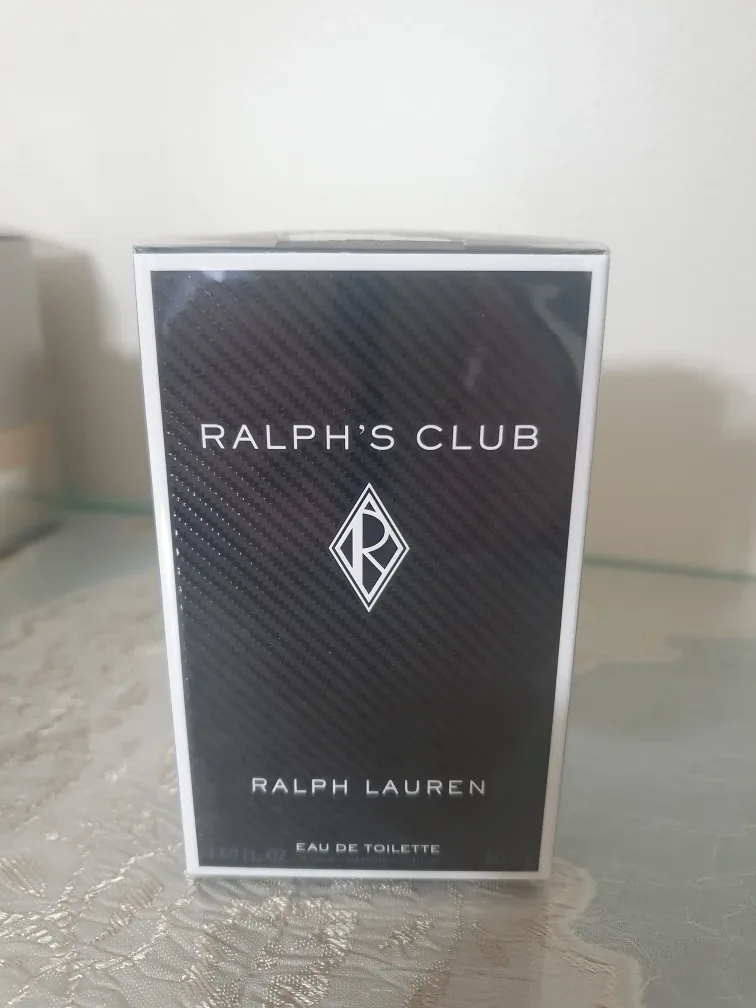 RALPH'S CLUB
R
RALPH LAUREN
EAU DE TOILETTE